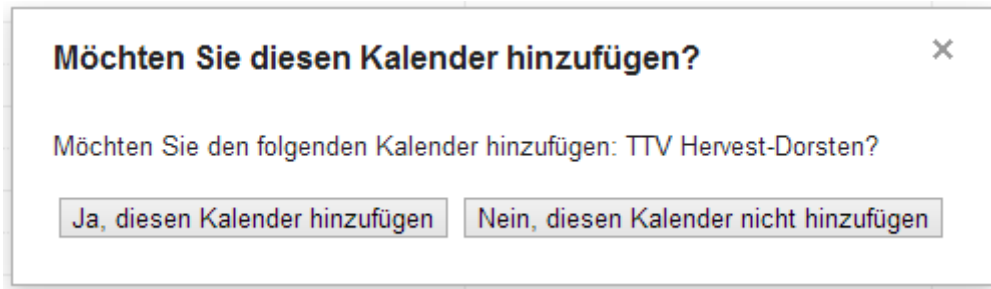 Möchten Sie diesen Kalender hinzufügen?
Möchten Sie den folgenden Kalender hinzufügen: TTV Hervest-Dorsten?
Ja, diesen Kalender hinzufügen Nein, diesen Kalender nicht hinzufügen